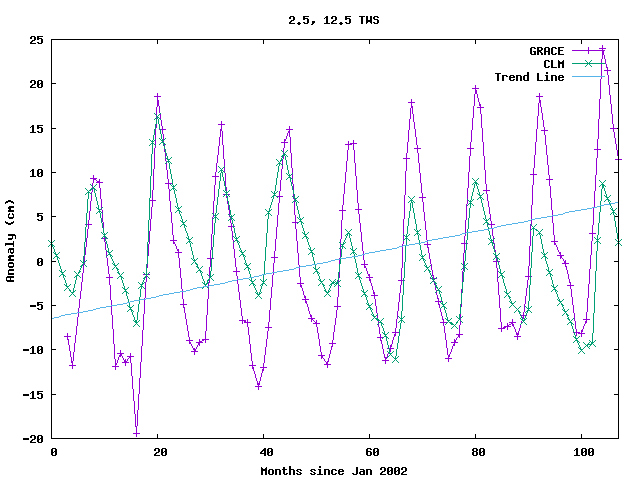 2.5, 12.5 TWS
GRACE
CLM
Trend Line
25
20
15
10
5
0
-5
-10
-15
-20
Anomaly (cm)
0 20 40 60 80 100
Months since Jan 2002